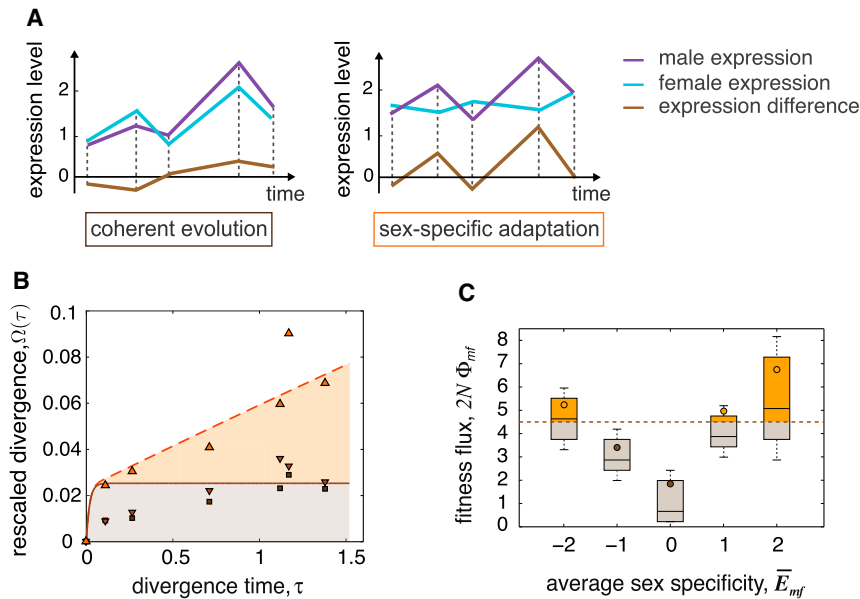 A
expression level
2
1
0
time
coherent evolution
expression level
2
1
0
time
sex-specific adaptation
male expression
female expression
expression difference
B
rescaled divergence, Ω(τ)
0.1
0.08
0.06
0.04
0.02
0
0 0.5 1 1.5
divergence time, τ
C
fitness flux, 2N Φmf
8
7
6
5
4
3
2
1
0
−2 −1 0 1 2
average sex specificity, E̅mf